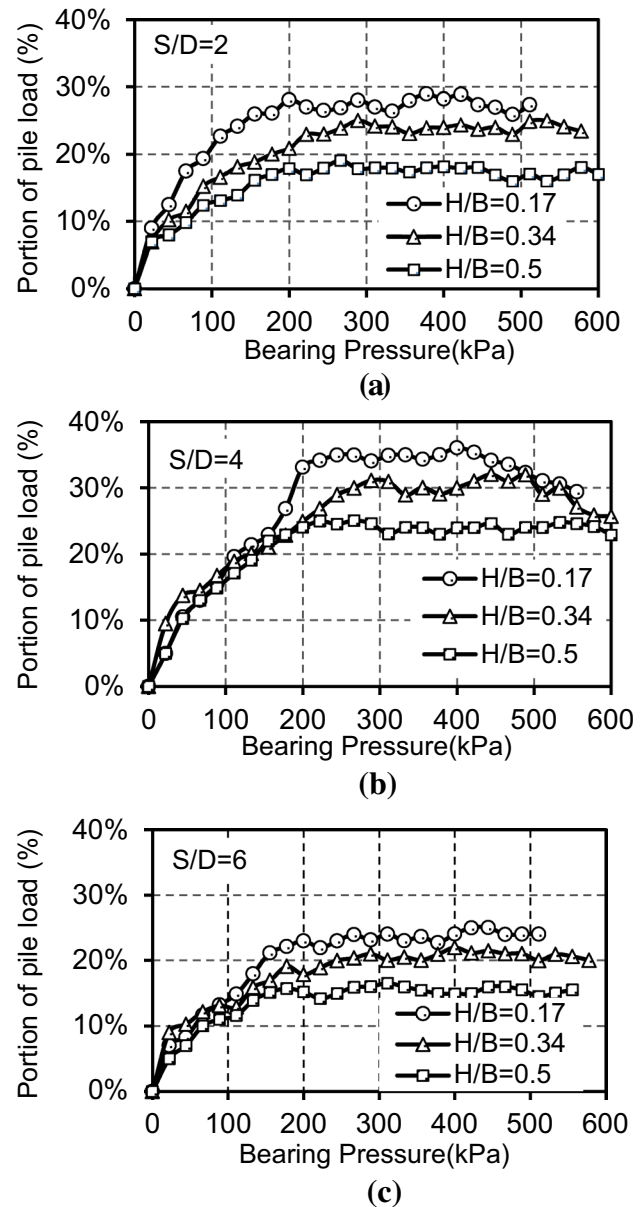 40%
S/D=2
30%
20%
10%
0%
Portion of pile load (%)
H/B=0.17
H/B=0.34
H/B=0.5
0 100 200 300 400 500 600
Bearing Pressure(kPa)
(a)
40%
S/D=4
30%
20%
10%
0%
Portion of pile load (%)
H/B=0.17
H/B=0.34
H/B=0.5
0 100 200 300 400 500 600
Bearing Pressure(kPa)
(b)
40%
S/D=6
30%
20%
10%
0%
Portion of pile load (%)
H/B=0.17
H/B=0.34
H/B=0.5
0 100 200 300 400 500 600
Bearing Pressure(kPa)
(c)